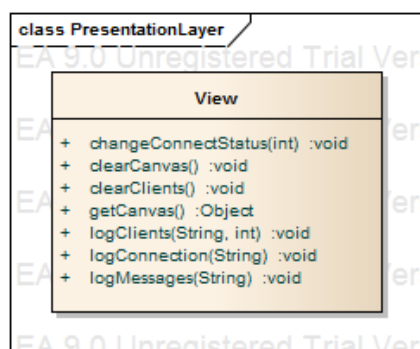 class PresentationLayer
EA 9.0 Unregistered Trial Ver
View
+ changeConnectStatus(int) :void
+ clearCanvas() :void
+ clearClients() :void
+ getCanvas() :Object
+ logClients(String, int) :void
+ logConnection(String) :void
+ logMessages(String) :void
EA 9.0 Unregistered Trial Ver